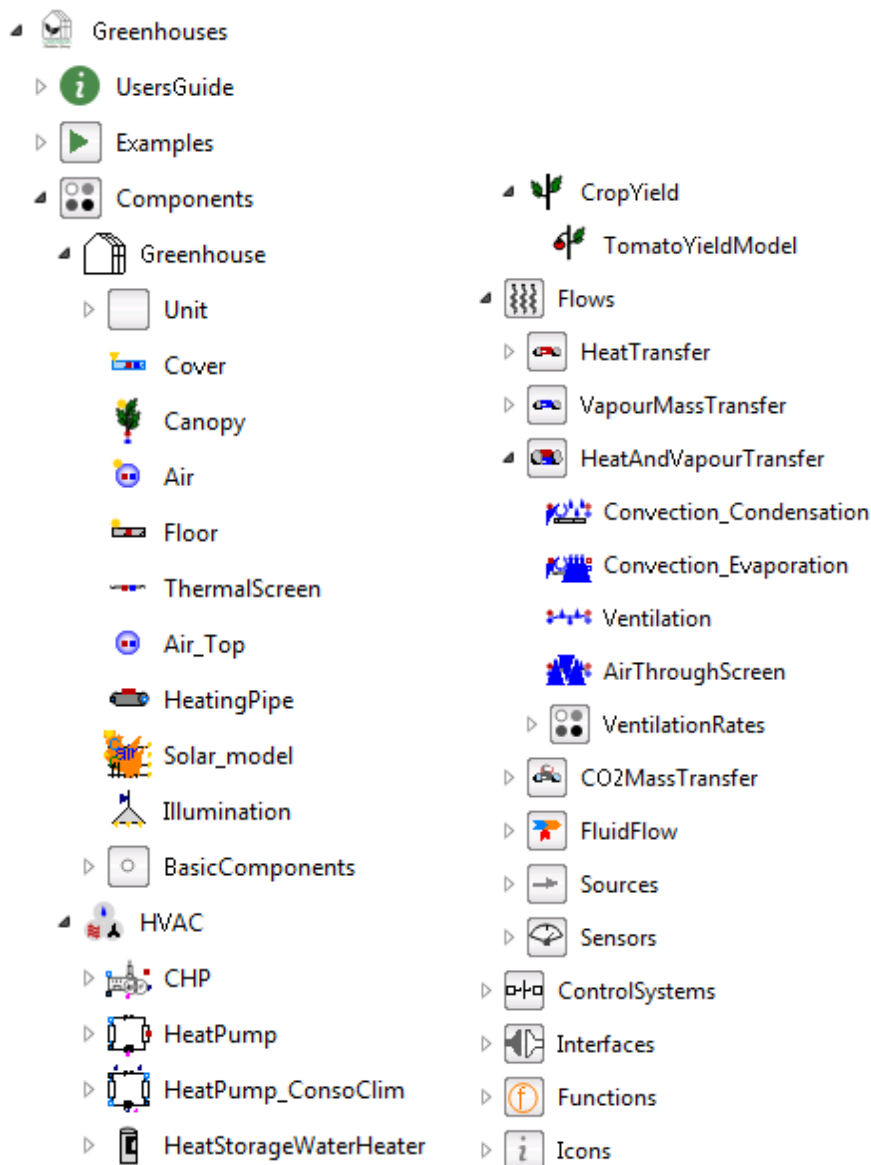 Greenhouses
UsersGuide
Examples
Components
Greenhouse
Unit
Cover
Canopy
Air
Floor
ThermalScreen
Air_Top
HeatingPipe
Solar_model
air
Illumination
BasicComponents
HVAC
CHP
HeatPump
HeatPump_ConsoClim
HeatStorageWaterHeater
CropYield
TomatoYieldModel
Flows
HeatTransfer
VapourMassTransfer
HeatAndVapourTransfer
Convection_Condensation
Convection_Evaporation
Ventilation
AirThroughScreen
VentilationRates
CO2MassTransfer
FluidFlow
Sources
Sensors
ControlSystems
Interfaces
Functions
Icons